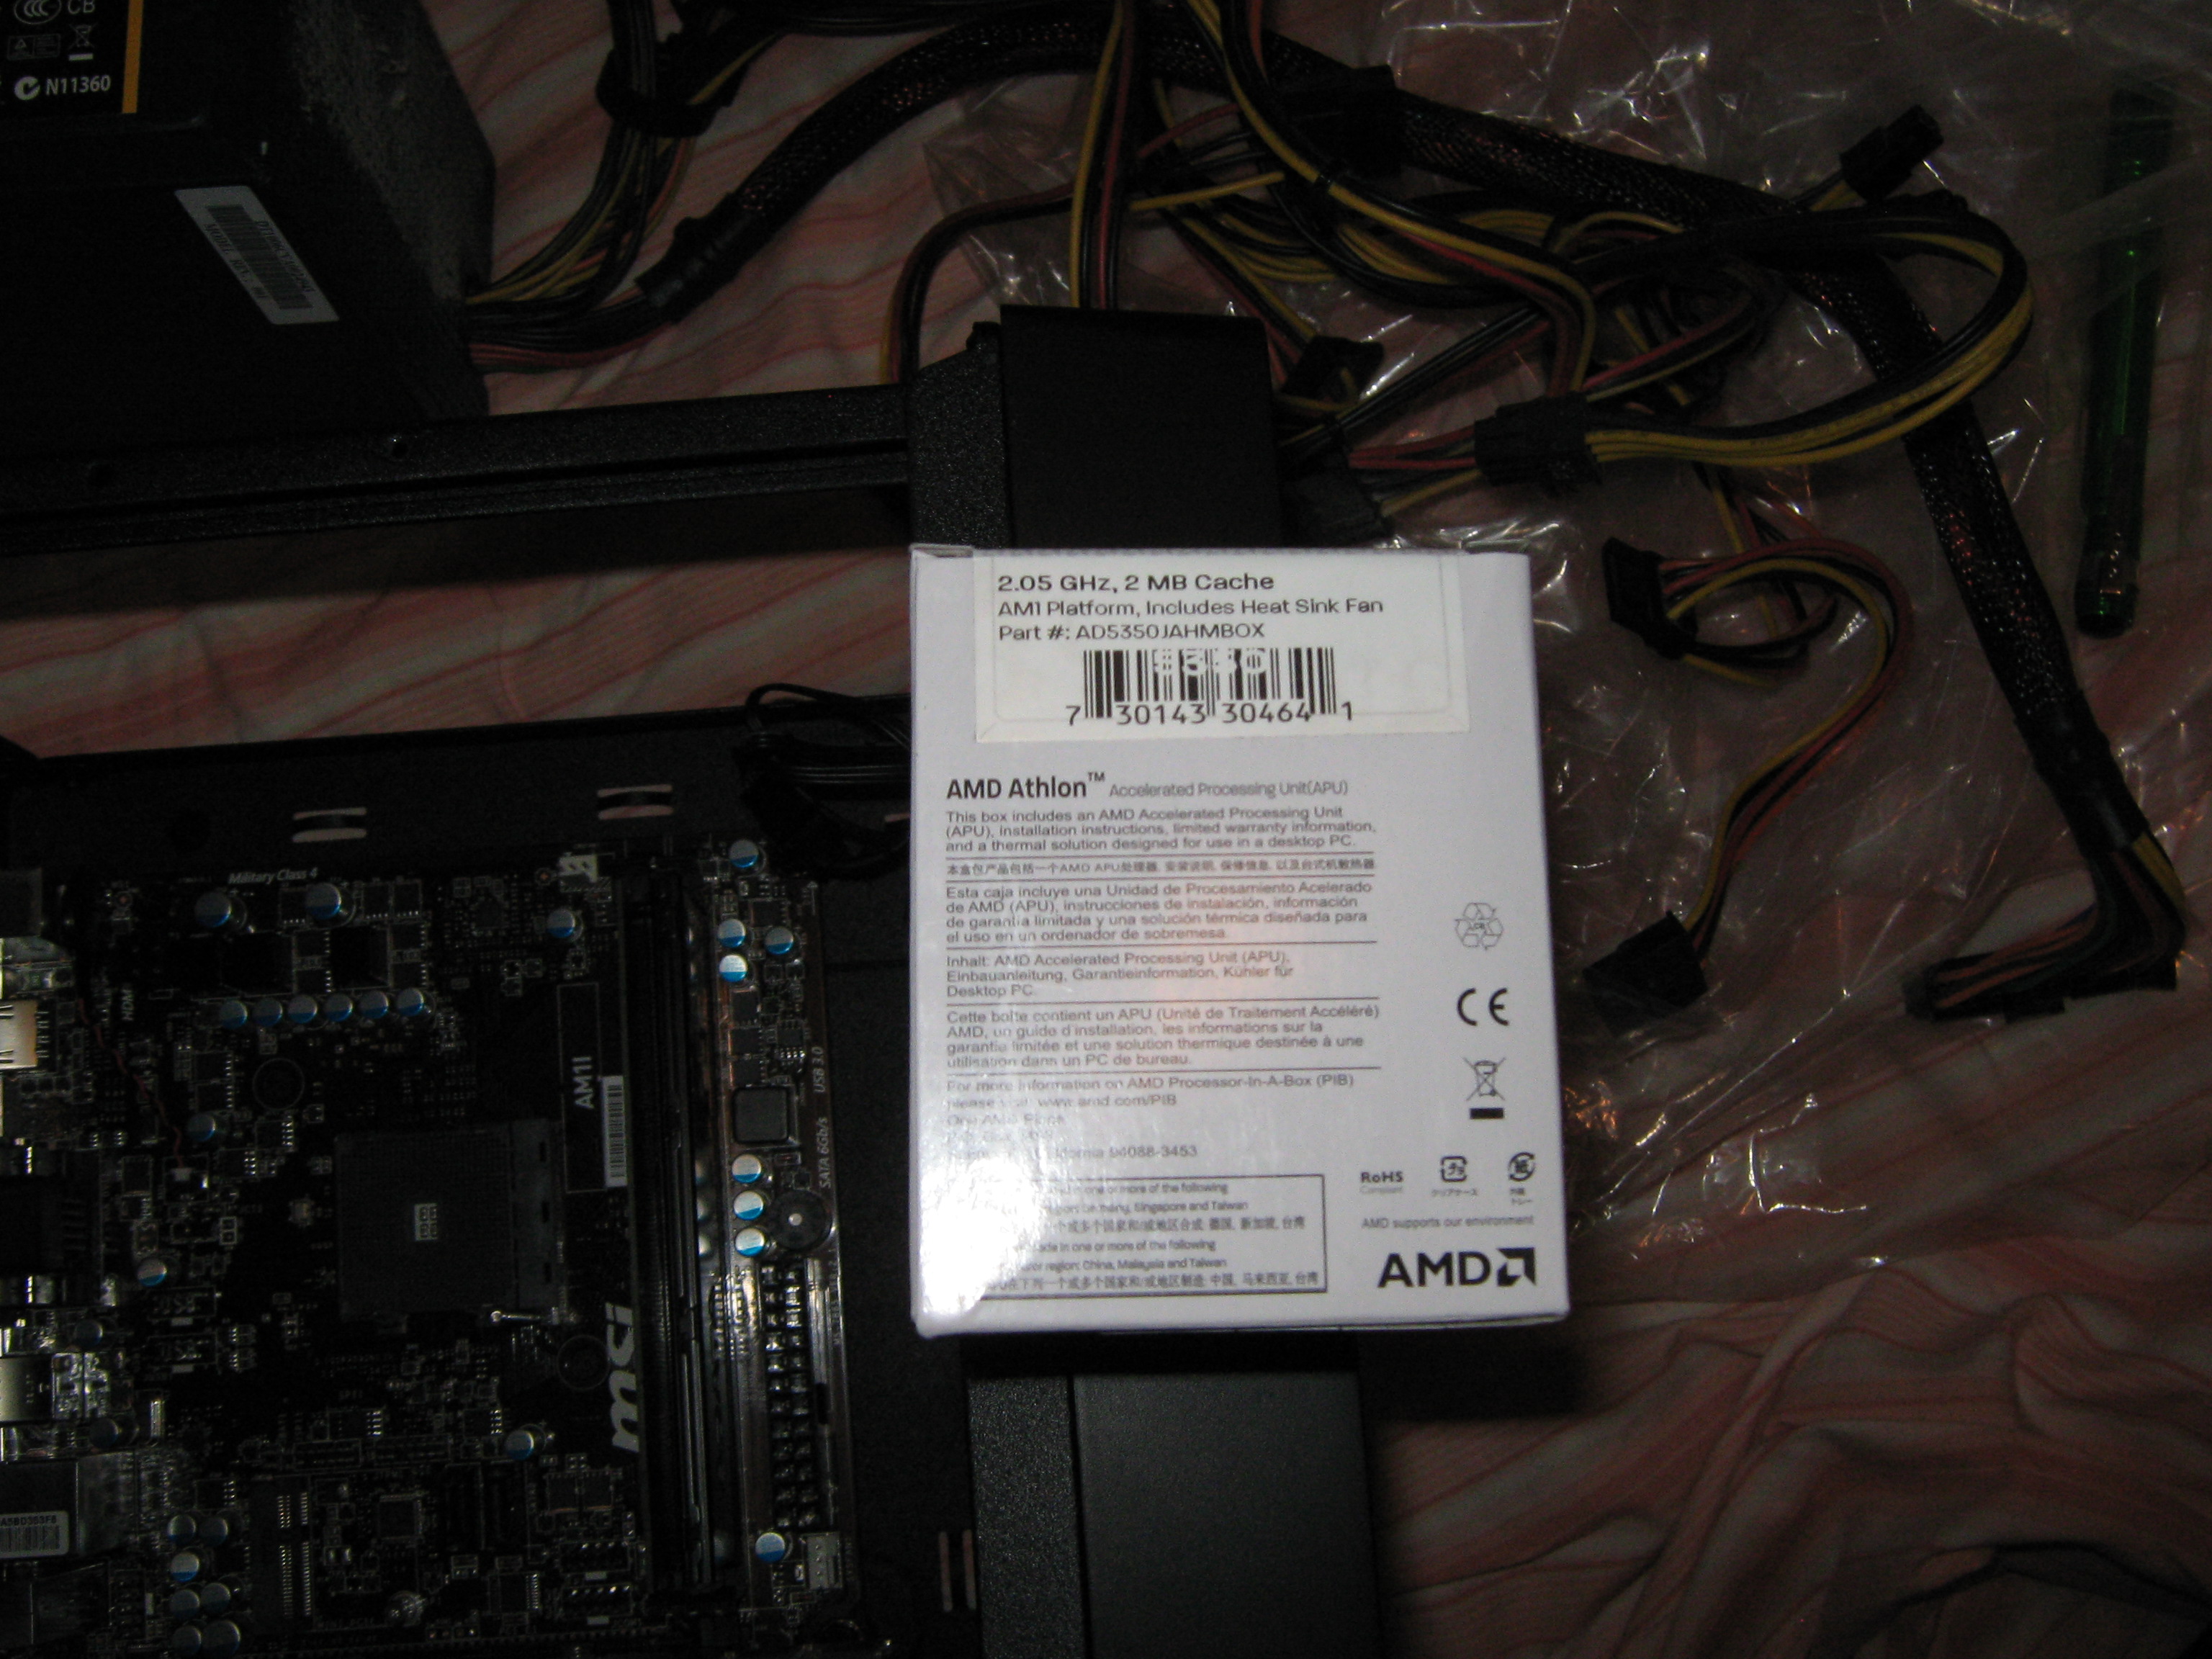 CB
N11360
2.05 GHz, 2 MB Cache
AM1 Platform, Includes Heat Sink Fan
Part #: AD5350JAHMBOX
7 30143 30464 1
AMD Athlon™ Accelerated Processing Unit(APU)
This box includes an AMD Accelerated Processing Unit
(APU), installation instructions, limited warranty information,
and a thermal solution designed for use in a desktop PC.
本盒包产品包括一个AMD APU处理器, 安装说明, 保修信息, 以及台式机散热器
Esta caja incluye una Unidad de Procesamiento Acelerado
de AMD (APU), instrucciones de instalación, información
de garantía limitada y una solución térmica diseñada para
el uso en un ordenador de sobremesa.
Inhalt: AMD Accelerated Processing Unit (APU),
Einbauanleitung, Garantieinformation, Kühler für
Desktop PC
Cette boîte contient un APU (Unité de Traitement Accéléré)
AMD, un guide d'installation, les informations sur la
garantie limitée et une solution thermique destinée à une
utilisation dans un PC de bureau.
For more information on AMD Processor-In-A-Box (PIB)
please visit www.amd.com/PIB
One AMD Place
94088-3453
in one or more of the following
Singapore and Taiwan
个或多个国家和/或地区合成: 德国, 新加坡, 台湾
in one or more of the following
or region: China, Malaysia and Taiwan
在下列一个或多个国家和/或地区制造: 中国, 马来西亚, 台湾
CE
RoHS
Compliant
クリアケース
AMD supports our environment
AMD
Military Class 4
HDMI
AM1I
USB 3.0
SATA 6Gb/s
msi